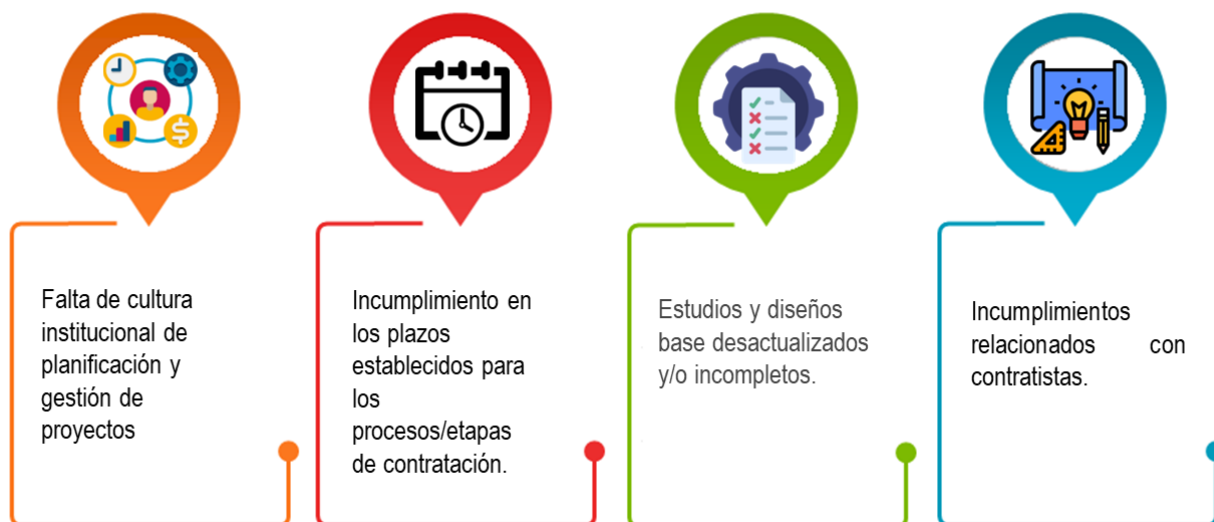 Falta de cultura
institucional de
planificación y
gestión de
proyectos
Incumplimiento en
los plazos
establecidos para
los
procesos/etapas
de contratación.
Estudios y diseños
base desactualizados
y/o incompletos.
Incumplimientos
relacionados con
contratistas.